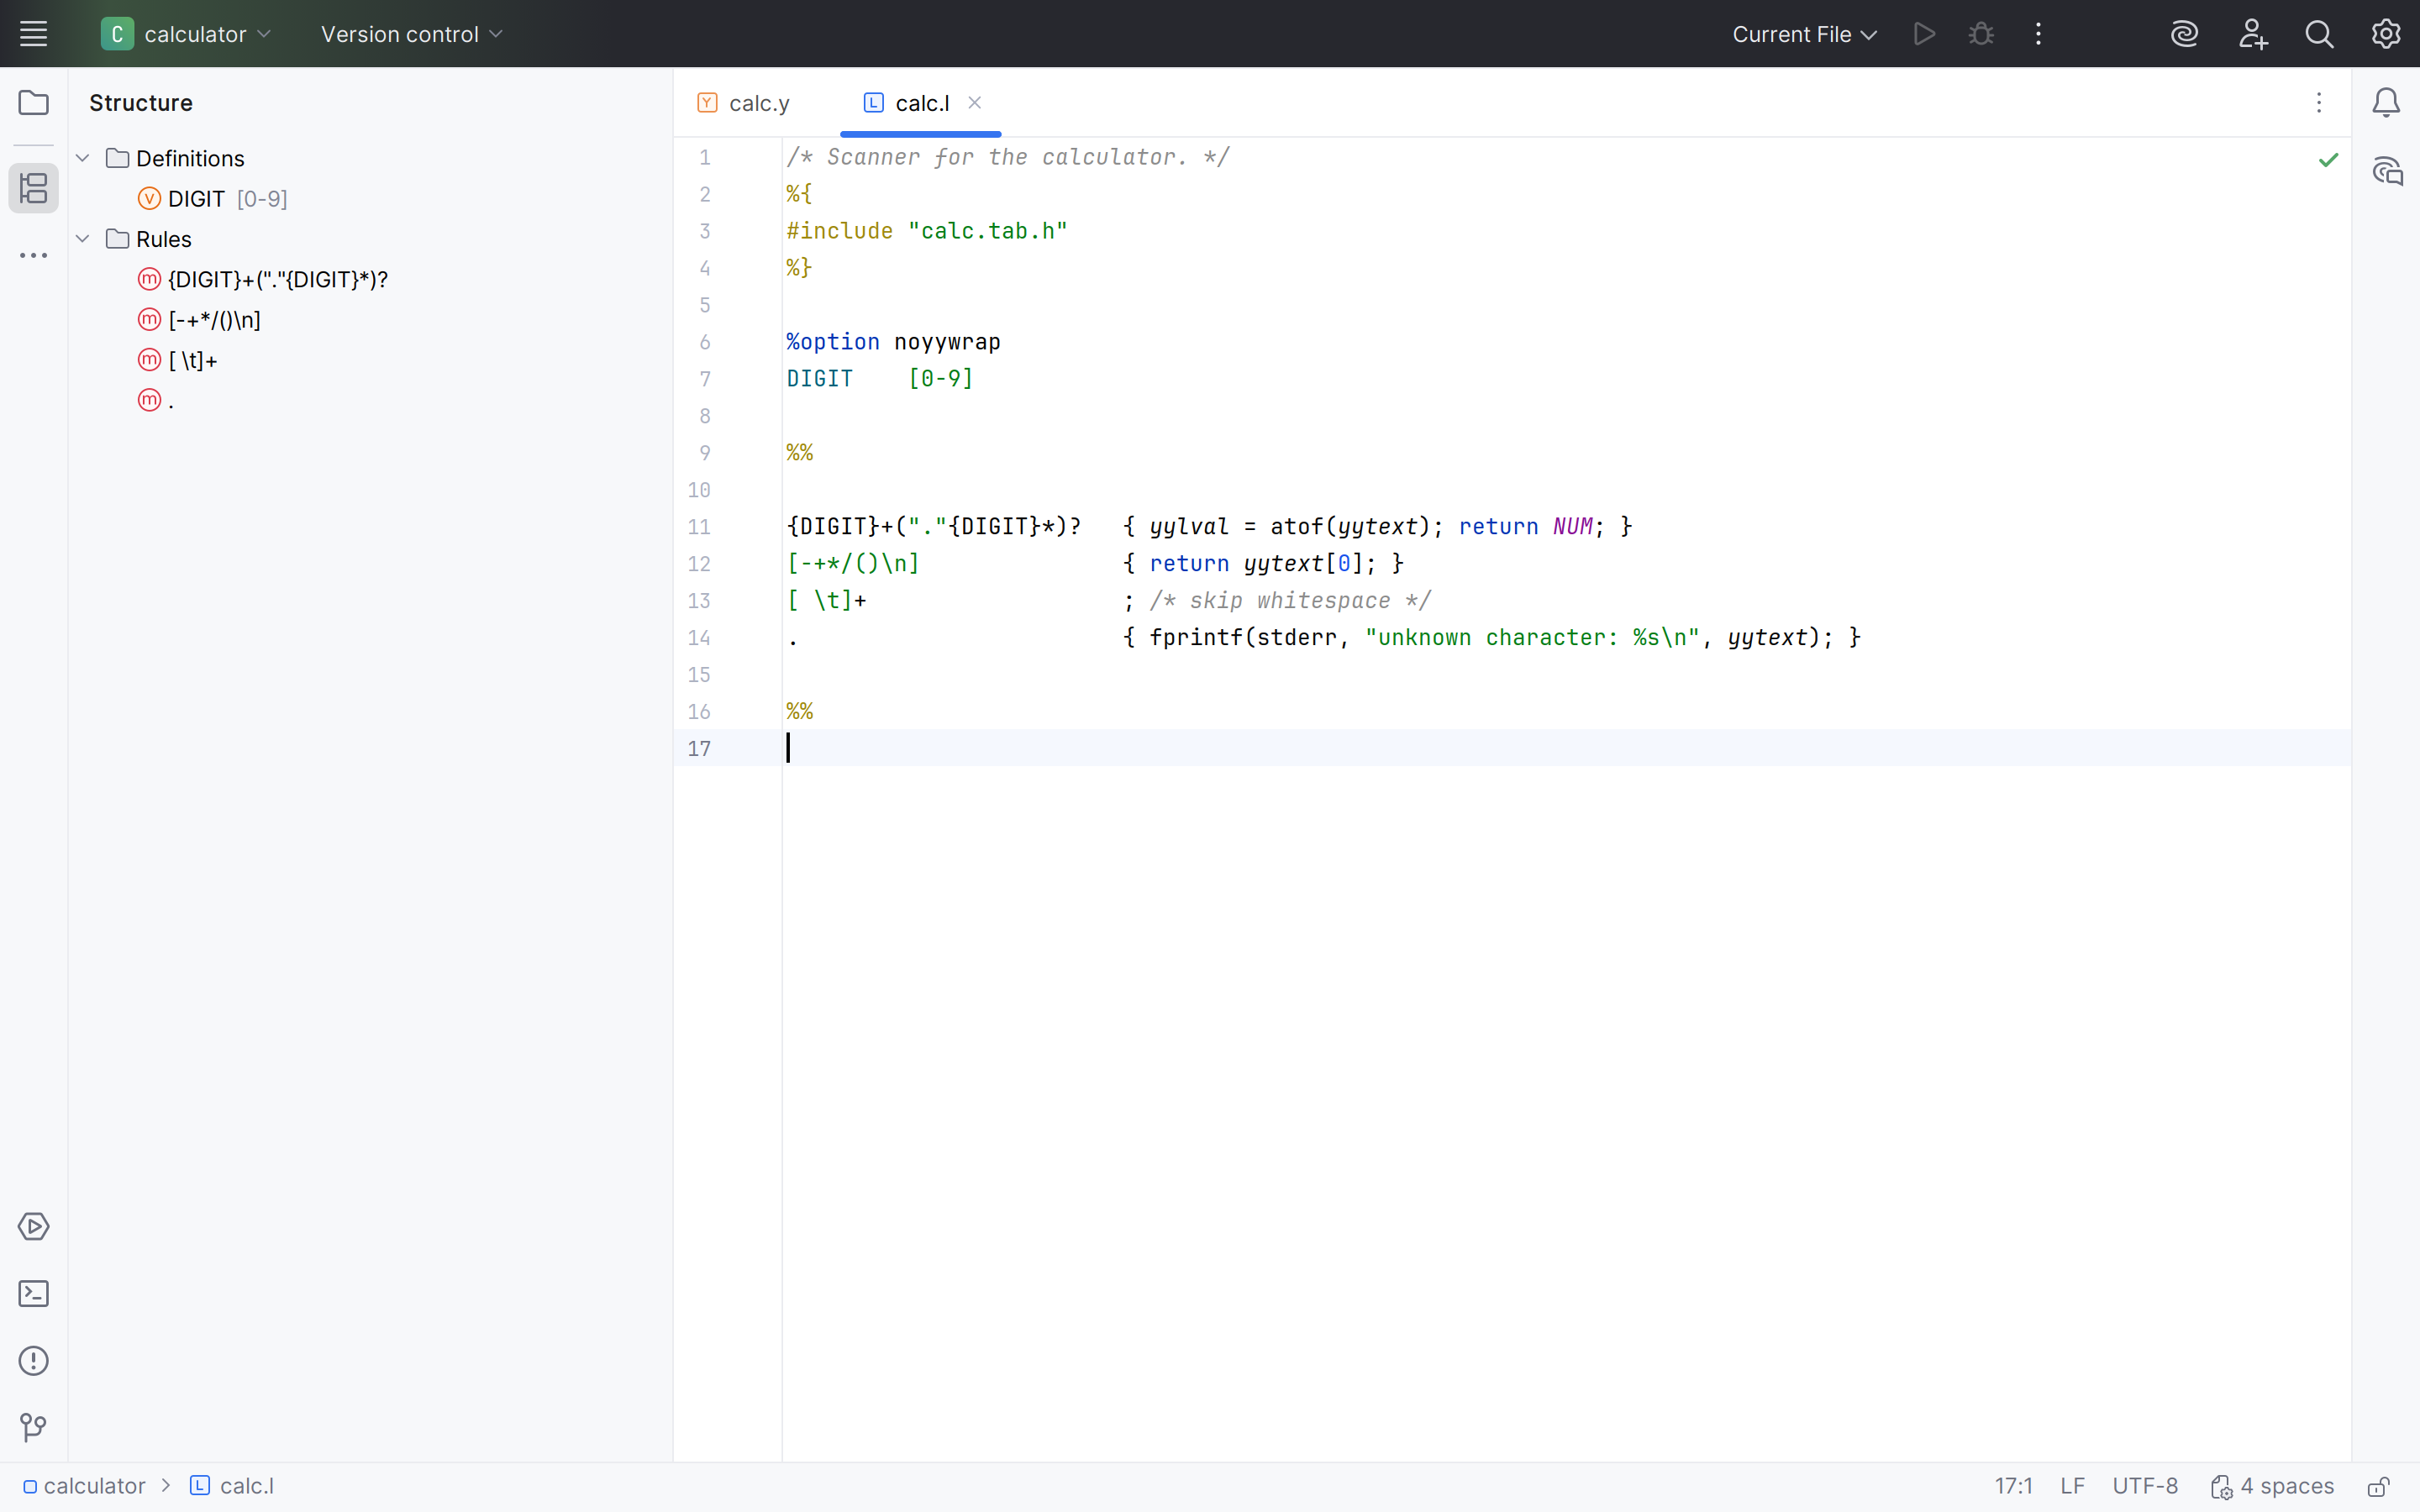 C calculator Version control Current File
Structure
Definitions
DIGIT [0-9]
Rules
{DIGIT}+("."{DIGIT}*)?
[-+*/()\n]
[ \t]+
.
calc.y calc.l
1 /* Scanner for the calculator. */
2 %{
3 #include "calc.tab.h"
4 %}
5
6 %option noyywrap
7 DIGIT    [0-9]
8
9 %%
10
11 {DIGIT}+("."{DIGIT}*)?   { yylval = atof(yytext); return NUM; }
12 [-+*/()\n]               { return yytext[0]; }
13 [ \t]+                   ; /* skip whitespace */
14 .                        { fprintf(stderr, "unknown character: %s\n", yytext); }
15
16 %%
17
calculator > calc.l 17:1 LF UTF-8 4 spaces